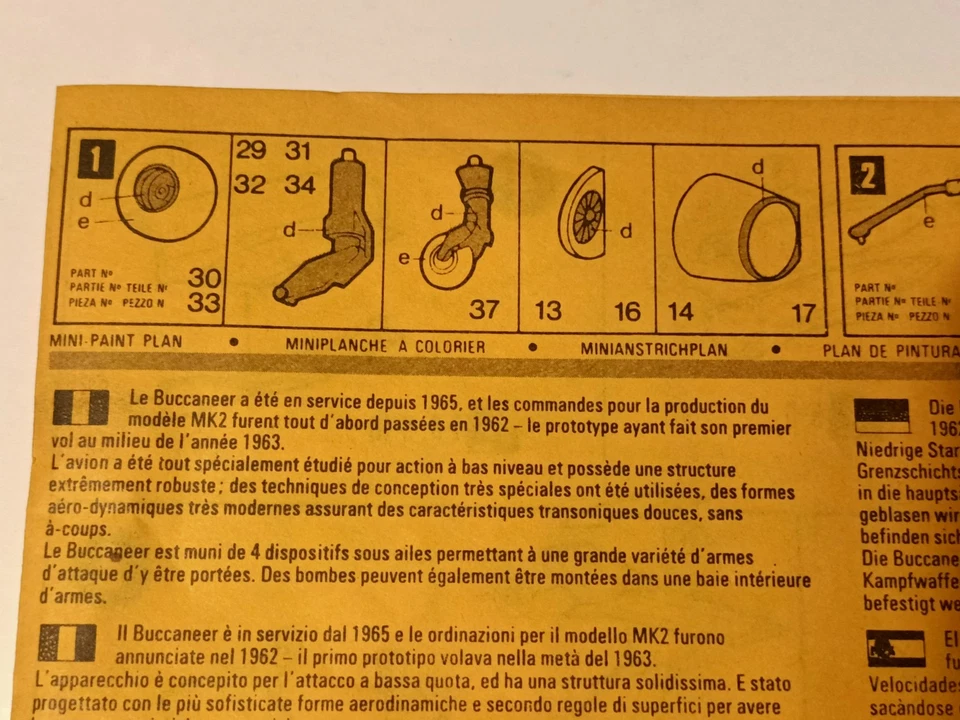 1
d
e
PART Nº
PARTIE Nº TEILE Nr
PIEZA Nº PEZZO N
30
33
29 31
32 34
d
d
e
37
d
13 16
d
14 17
2
e
PART Nº
PARTIE Nº TEILE Nr
PIEZA Nº PEZZO N
MINI-PAINT PLAN • MINIPLANCHE A COLORIER • MINIANSTRICHPLAN • PLAN DE PINTURA
Le Buccaneer a été en service depuis 1965, et les commandes pour la production du
modèle MK2 furent tout d'abord passées en 1962 – le prototype ayant fait son premier
vol au milieu de l'année 1963.
L'avion a été tout spécialement étudié pour action à bas niveau et possède une structure
extrêmement robuste; des techniques de conception très spéciales ont été utilisées, des formes
aéro-dynamiques très modernes assurant des caractéristiques transoniques douces, sans
à-coups.
Le Buccaneer est muni de 4 dispositifs sous ailes permettant à une grande variété d'armes
d'attaque d'y être portées. Des bombes peuvent également être montées dans une baie intérieure
d'armes.
Il Buccaneer è in servizio dal 1965 e le ordinazioni per il modello MK2 furono
annunciate nel 1962 – il primo prototipo volava nella metà del 1963.
L'apparecchio è concepito per l'attacco a bassa quota, ed ha una struttura solidissima. E stato
progettato con le più sofisticate forme aerodinamiche e secondo regole di superfici per avere
Die
1962
Niedrige Star
Grenzschichts
in die haupts
geblasen wir
befinden sich
Die Buccane
Kampfwaffe
befestigt we
El
fu
Velocidades
sacàndose